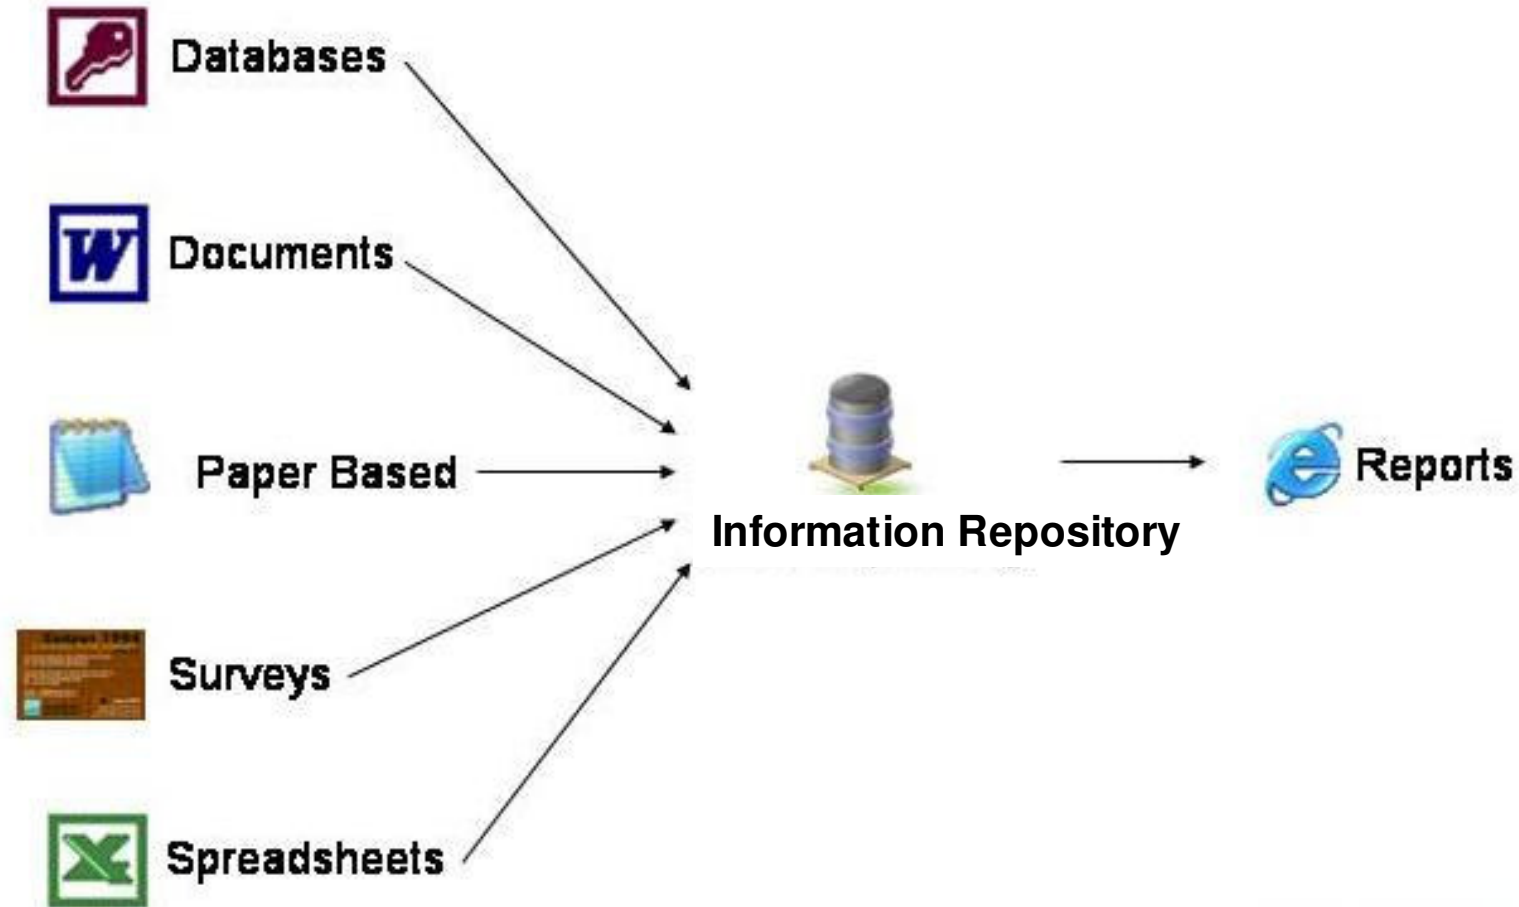 Databases
Documents
Paper Based
Surveys
Spreadsheets
Information Repository
Reports